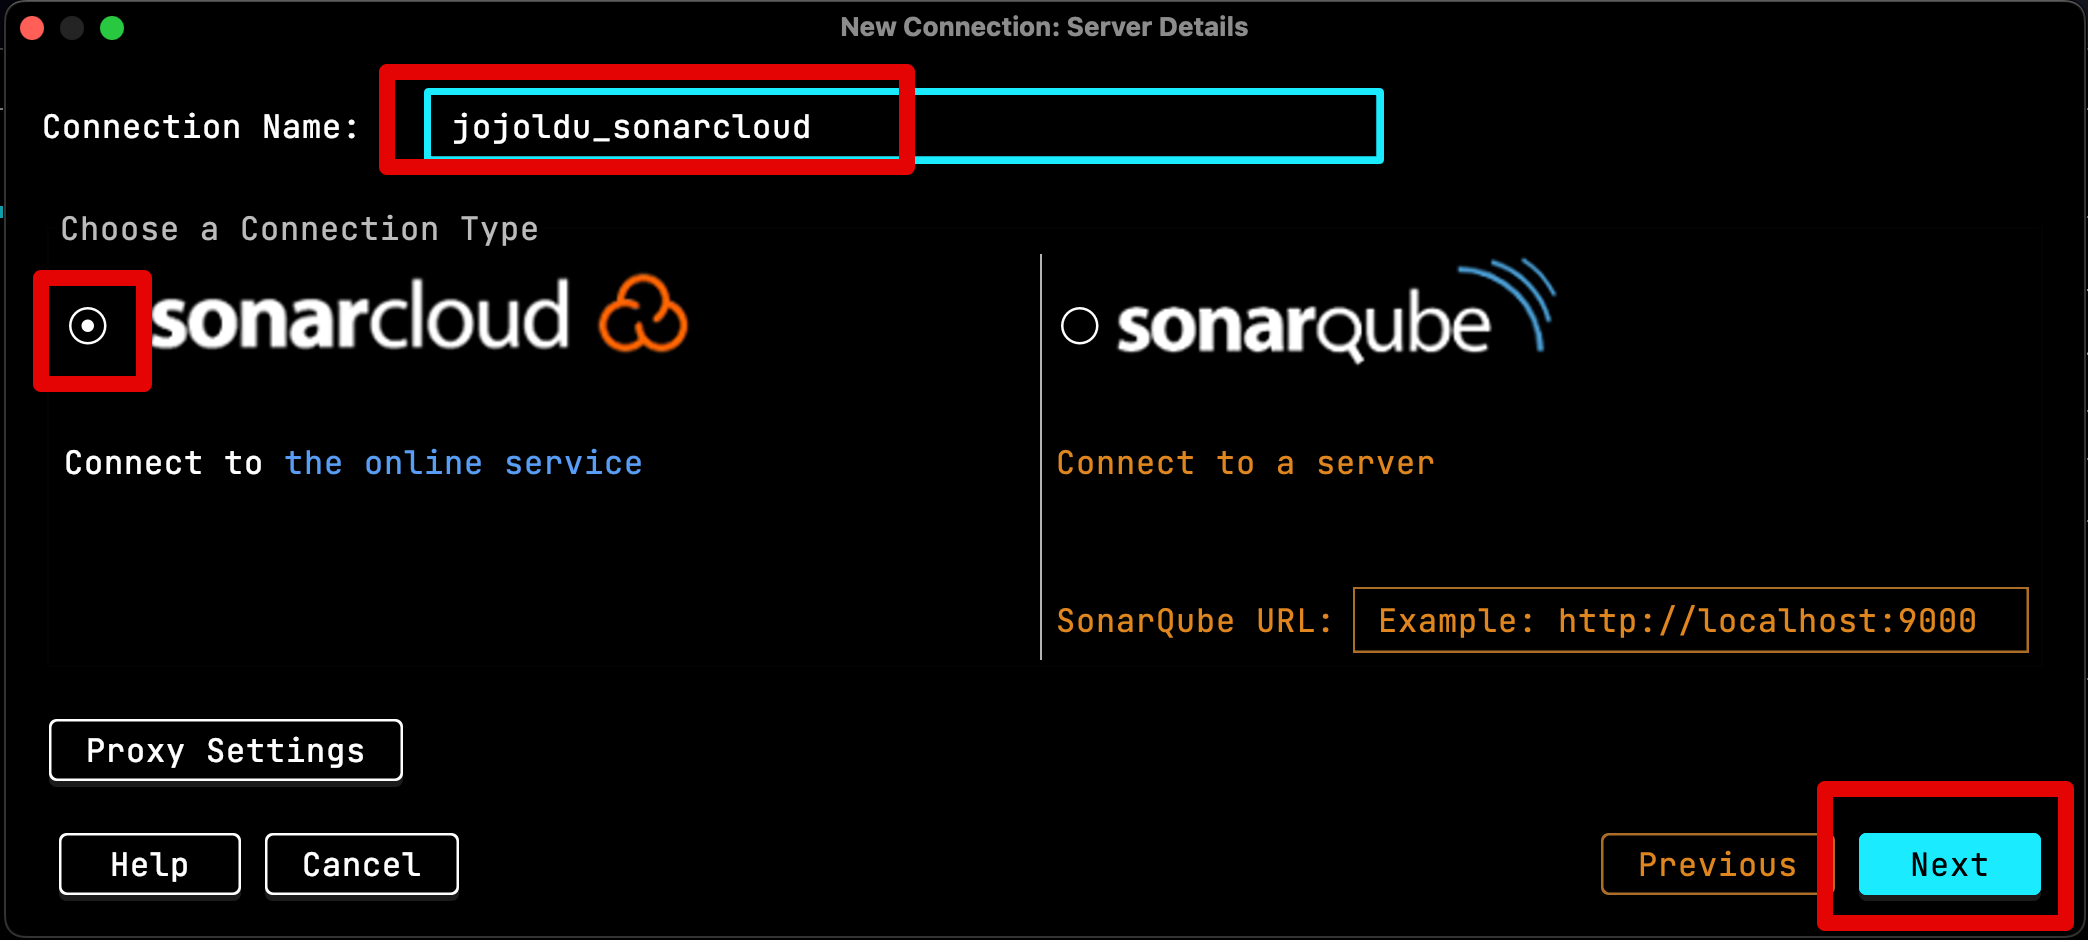 New Connection: Server Details
Connection Name: jojoldu_sonarcloud
Choose a Connection Type
sonarcloud
sonarqube
Connect to the online service
Connect to a server
SonarQube URL: Example: http://localhost:9000
Proxy Settings
Help Cancel Previous Next